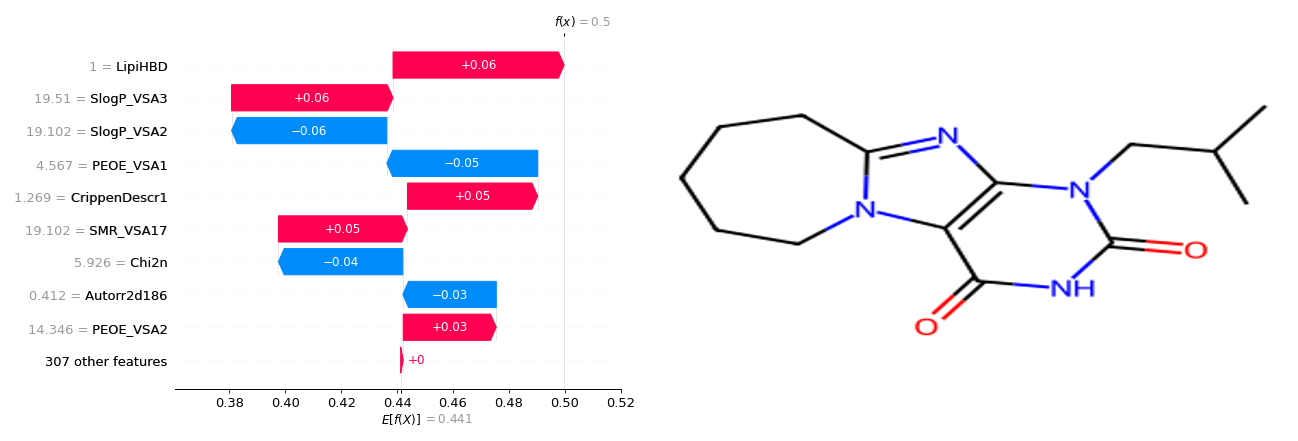 f(x) = 0.5
1 = LipiHBD
+0.06
19.51 = SlogP_VSA3
+0.06
19.102 = SlogP_VSA2
−0.06
4.567 = PEOE_VSA1
−0.05
1.269 = CrippenDescr1
+0.05
19.102 = SMR_VSA17
+0.05
5.926 = Chi2n
−0.04
0.412 = Autorr2d186
−0.03
14.346 = PEOE_VSA2
+0.03
307 other features
+0
0.38 0.40 0.42 0.44 0.46 0.48 0.50 0.52
E[f(X)] = 0.441
N
N
N
O
NH
O